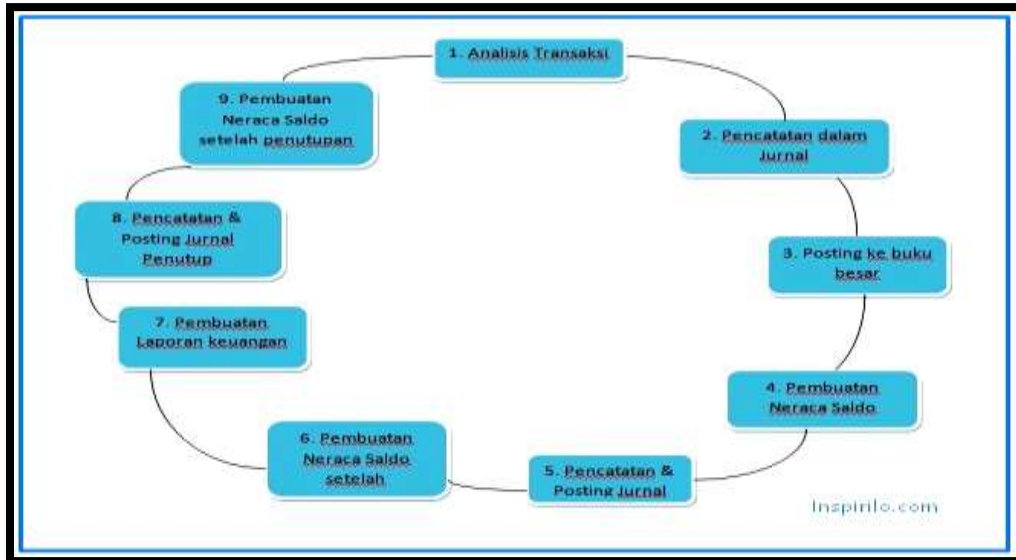 1. Analisis Transaksi
2. Pencatatan dalam
Jurnal
3. Posting ke buku
besar
4. Pembuatan
Neraca Saldo
5. Pencatatan &
Posting Jurnal
6. Pembuatan
Neraca Saldo
setelah
7. Pembuatan
Laporan keuangan
8. Pencatatan &
Posting Jurnal
Penutup
9. Pembuatan
Neraca Saldo
setelah penutupan
Inspirilo.com